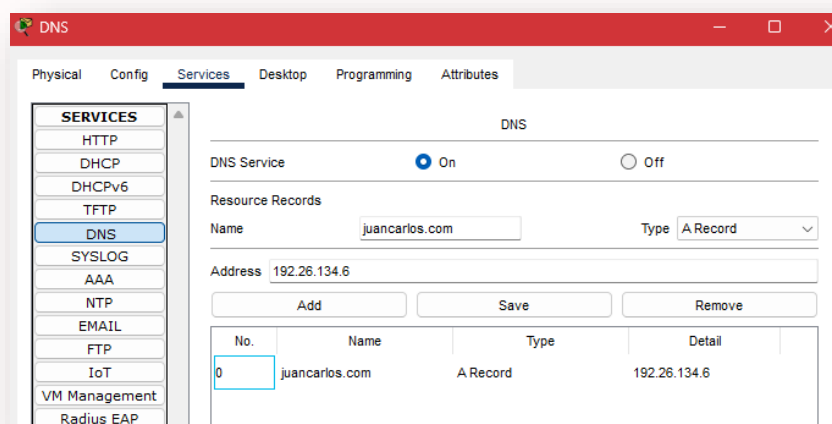 DNS
Physical Config Services Desktop Programming Attributes
SERVICES
HTTP
DHCP
DHCPv6
TFTP
DNS
SYSLOG
AAA
NTP
EMAIL
FTP
IoT
VM Management
Radius EAP
DNS
DNS Service On Off
Resource Records
Name juancarlos.com Type A Record
Address 192.26.134.6
Add Save Remove
No. Name Type Detail
0 juancarlos.com A Record 192.26.134.6